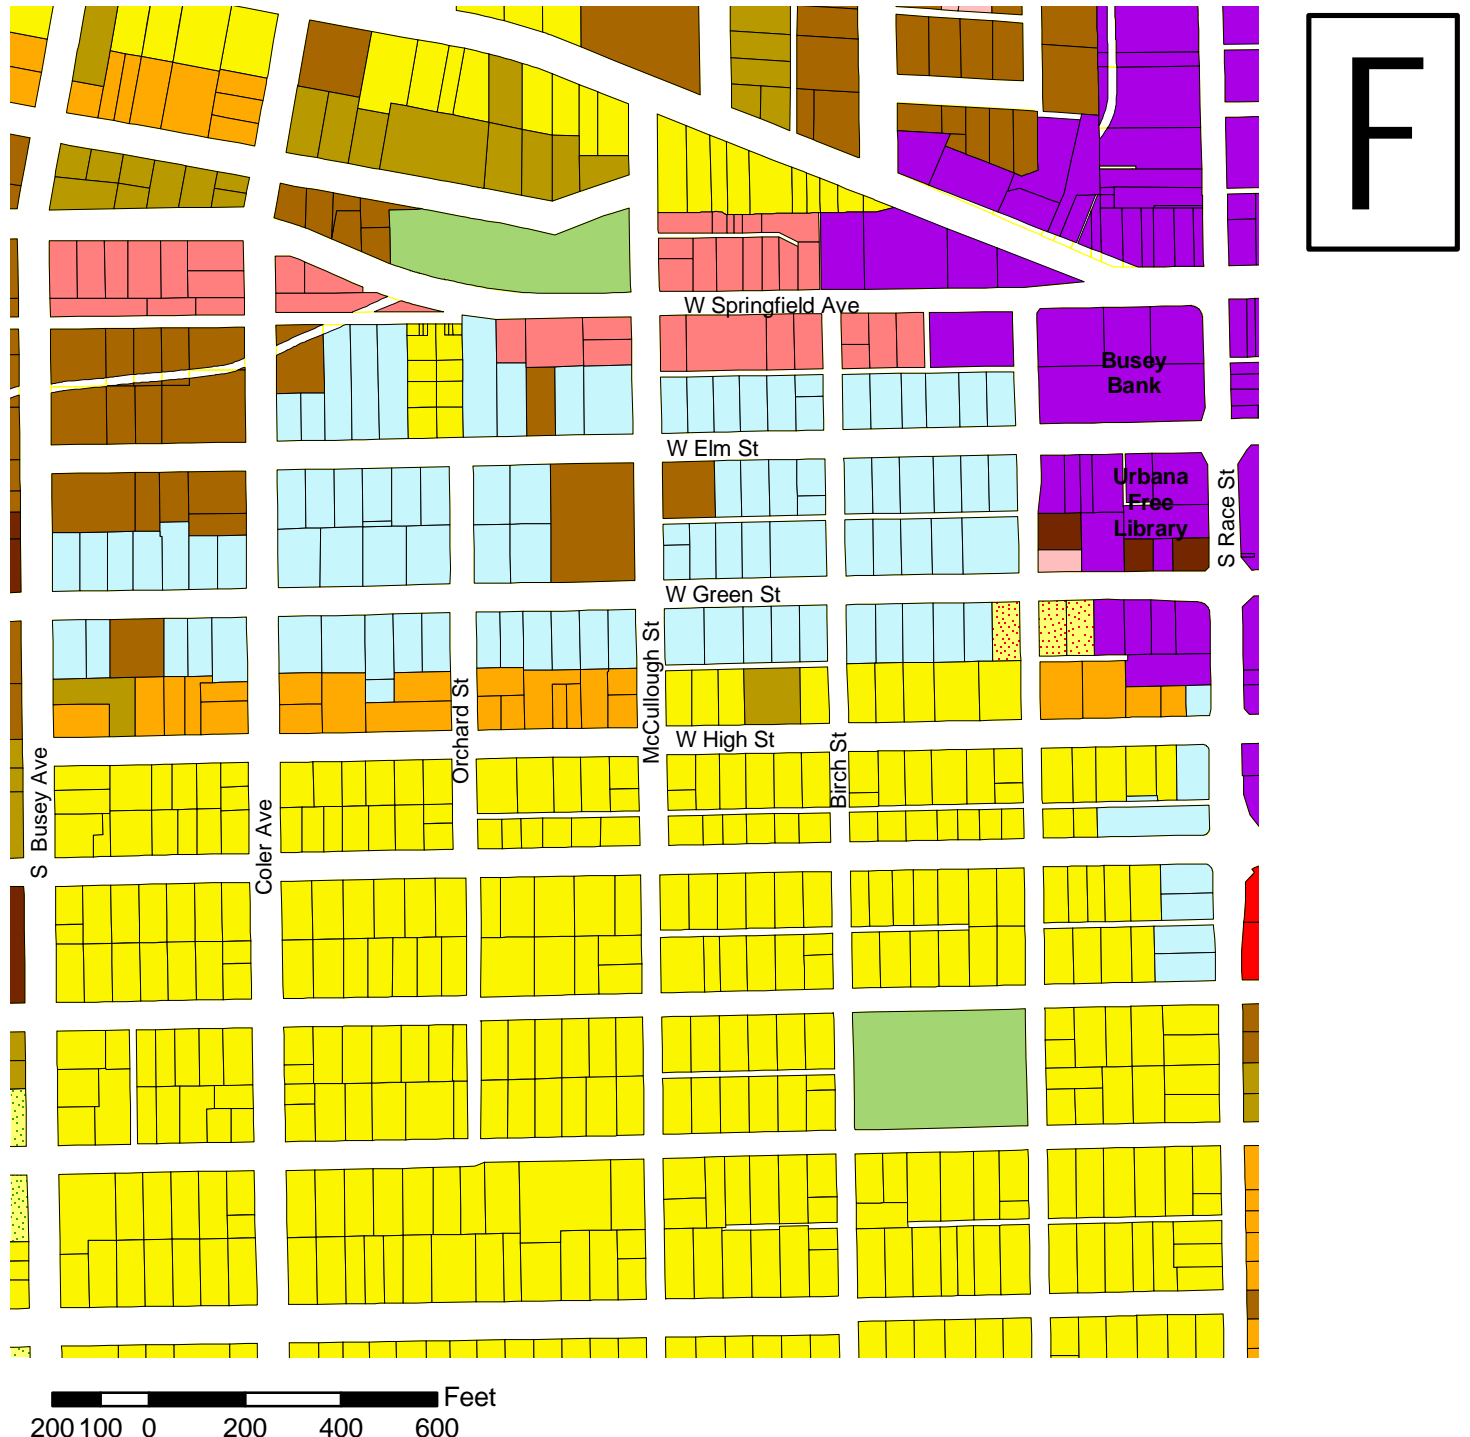 F
W Springfield Ave
Busey
Bank
W Elm St
Urbana
Free
Library
S Race St
W Green St
McCullough St
Orchard St
W High St
Birch St
S Busey Ave
Coler Ave
Feet
200 100 0 200 400 600